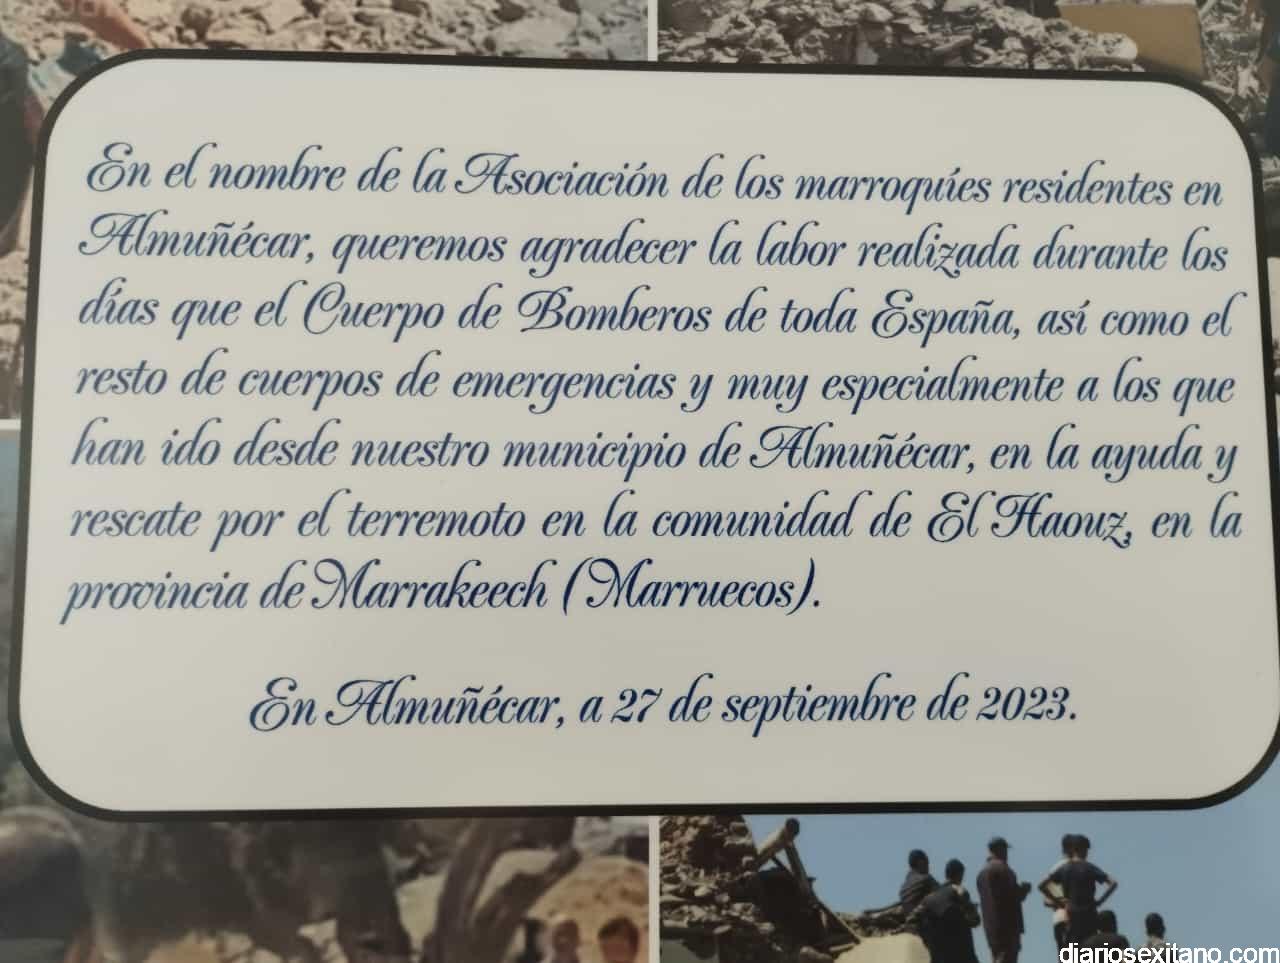 En el nombre de la Asociación de los marroquíes residentes en
Almuñécar, queremos agradecer la labor realizada durante los
días que el Cuerpo de Bomberos de toda España, así como el
resto de cuerpos de emergencias y muy especialmente a los que
han ido desde nuestro municipio de Almuñécar, en la ayuda y
rescate por el terremoto en la comunidad de El Haouz, en la
provincia de Marrakeech (Marruecos).
En Almuñécar, a 27 de septiembre de 2023.
diariosexitano.com